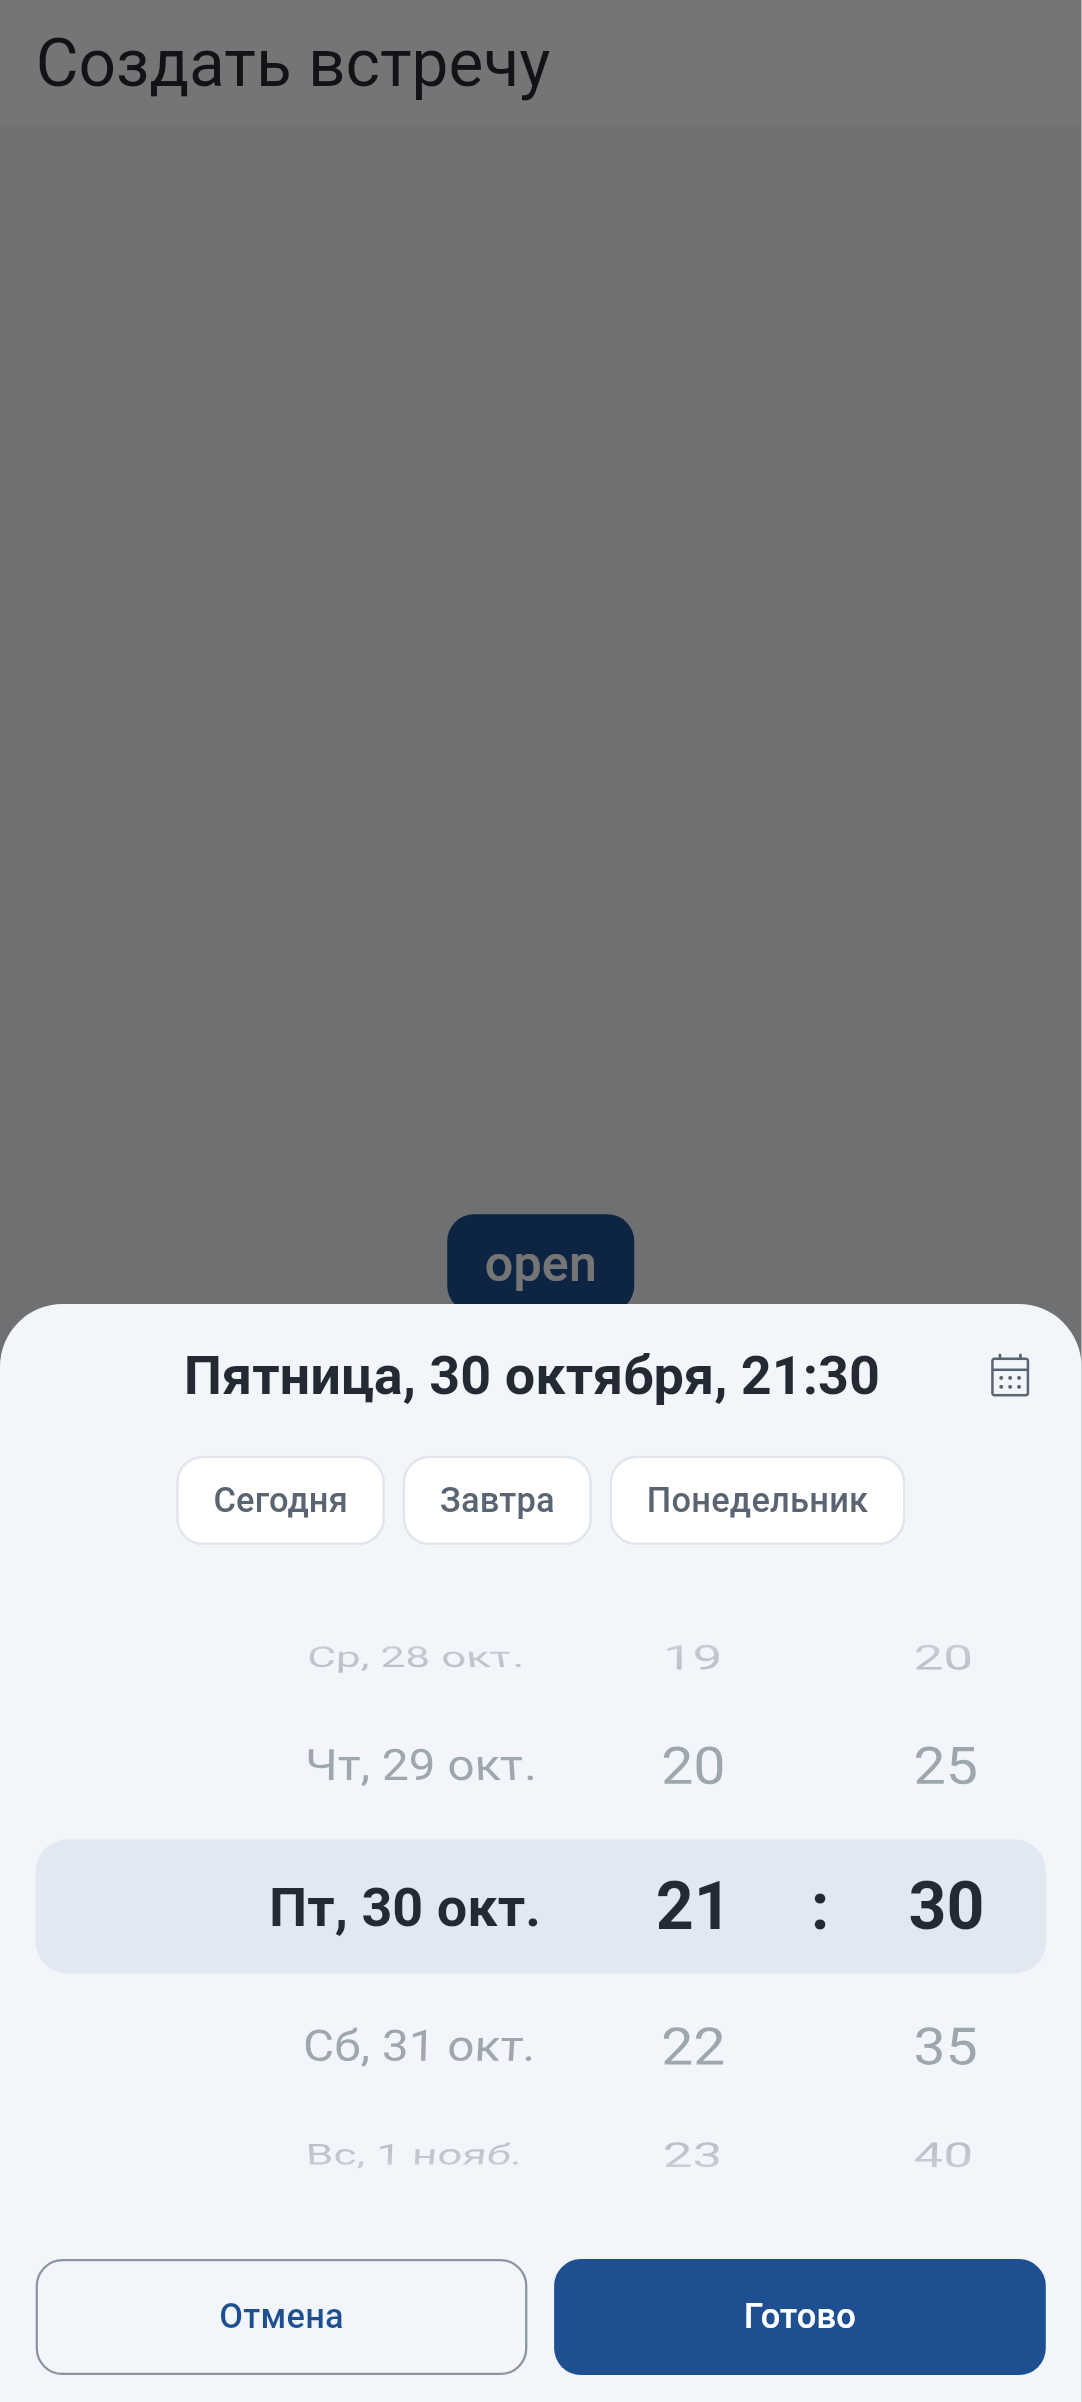 Создать встречу
open
Пятница, 30 октября, 21:30
Сегодня Завтра Понедельник
Ср, 28 окт. 19 20
Чт, 29 окт. 20 25
Пт, 30 окт. 21 : 30
Сб, 31 окт. 22 35
Вс, 1 нояб. 23 40
Отмена Готово